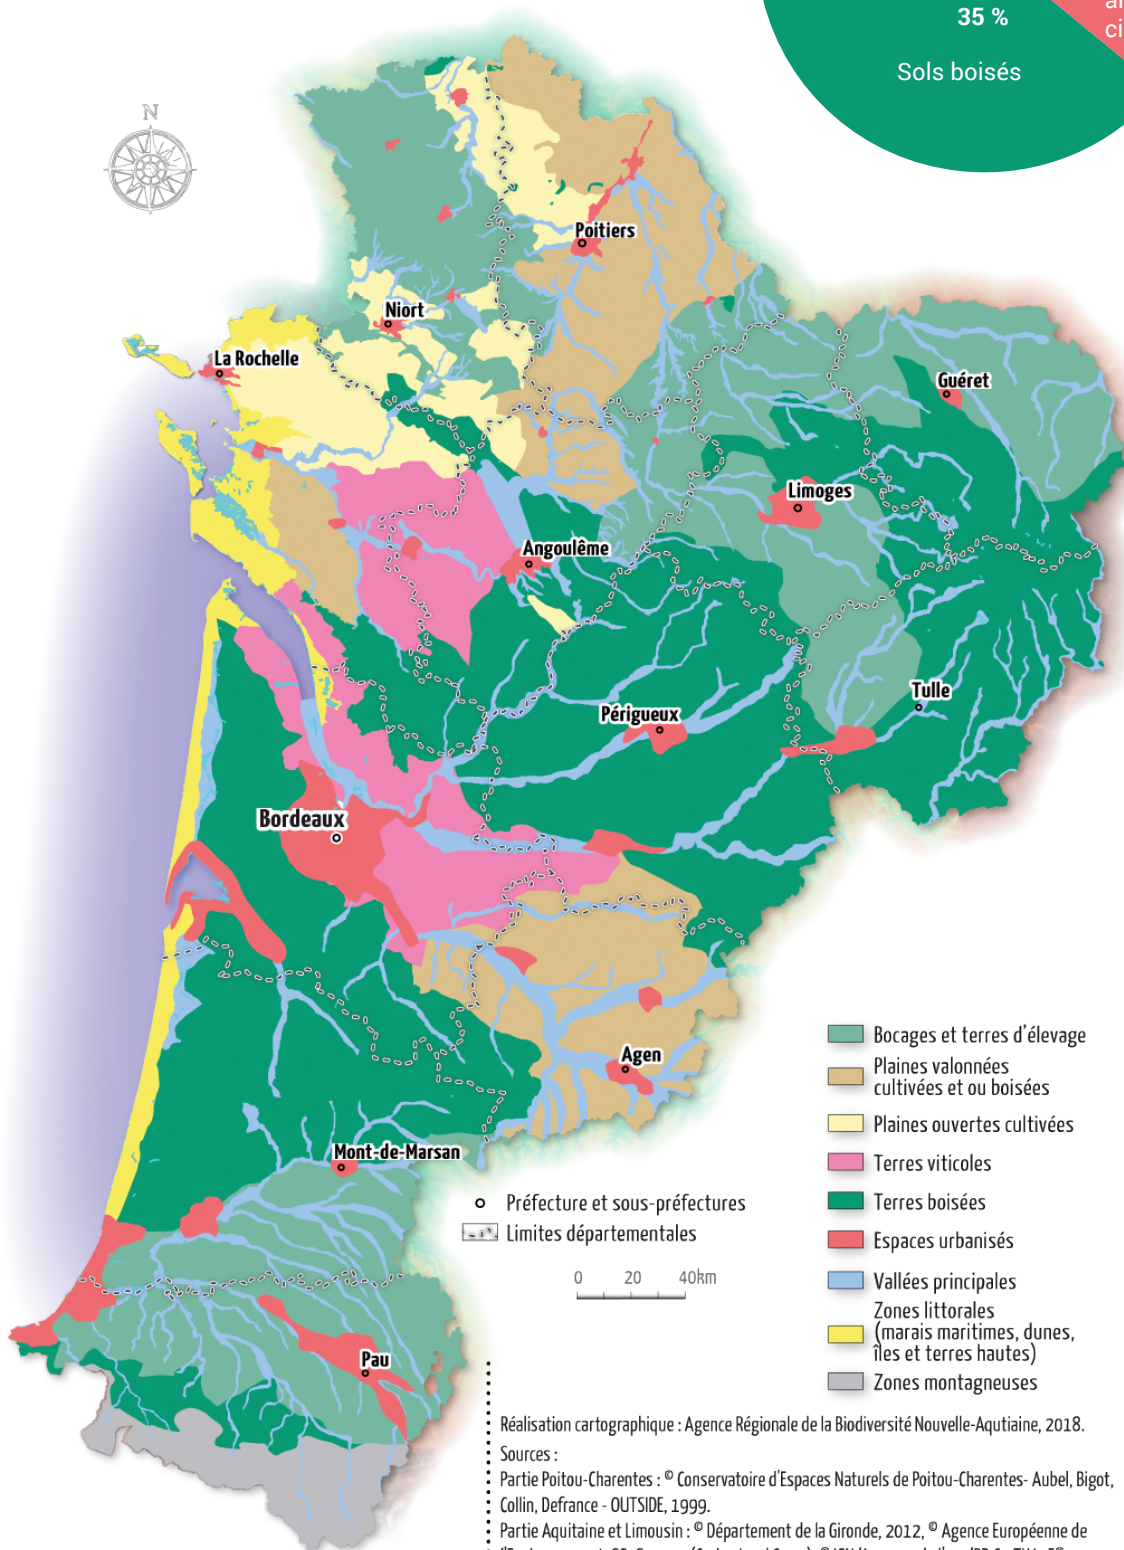 35 %
Sols boisés
N
Poitiers
Niort
La Rochelle
Guéret
Limoges
Angoulême
Tulle
Périgueux
Bordeaux
Agen
Mont-de-Marsan
Pau
Préfecture et sous-préfectures
Limites départementales
0 20 40km
Bocages et terres d'élevage
Plaines valonnées
cultivées et ou boisées
Plaines ouvertes cultivées
Terres viticoles
Terres boisées
Espaces urbanisés
Vallées principales
Zones littorales
(marais maritimes, dunes,
îles et terres hautes)
Zones montagneuses
Réalisation cartographique : Agence Régionale de la Biodiversité Nouvelle-Aqutiaine, 2018.
Sources :
Partie Poitou-Charentes : © Conservatoire d'Espaces Naturels de Poitou-Charentes- Aubel, Bigot,
Collin, Defrance - OUTSIDE, 1999.
Partie Aquitaine et Limousin : © Département de la Gironde, 2012, © Agence Européenne de